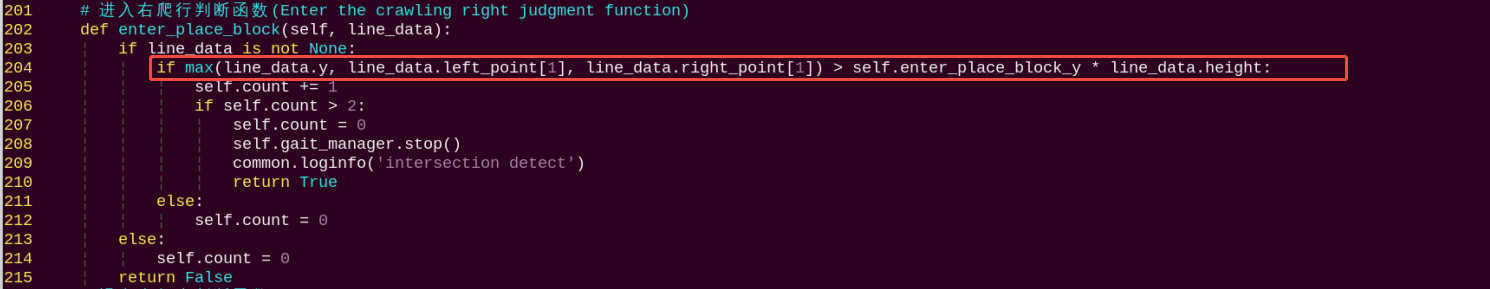 201     # 进入右爬行判断函数(Enter the crawling right judgment function)
202     def enter_place_block(self, line_data):
203         if line_data is not None:
204             if max(line_data.y, line_data.left_point[1], line_data.right_point[1]) > self.enter_place_block_y * line_data.height:
205                 self.count += 1
206                 if self.count > 2:
207                     self.count = 0
208                     self.gait_manager.stop()
209                     common.loginfo('intersection detect')
210                     return True
211             else:
212                 self.count = 0
213         else:
214             self.count = 0
215         return False